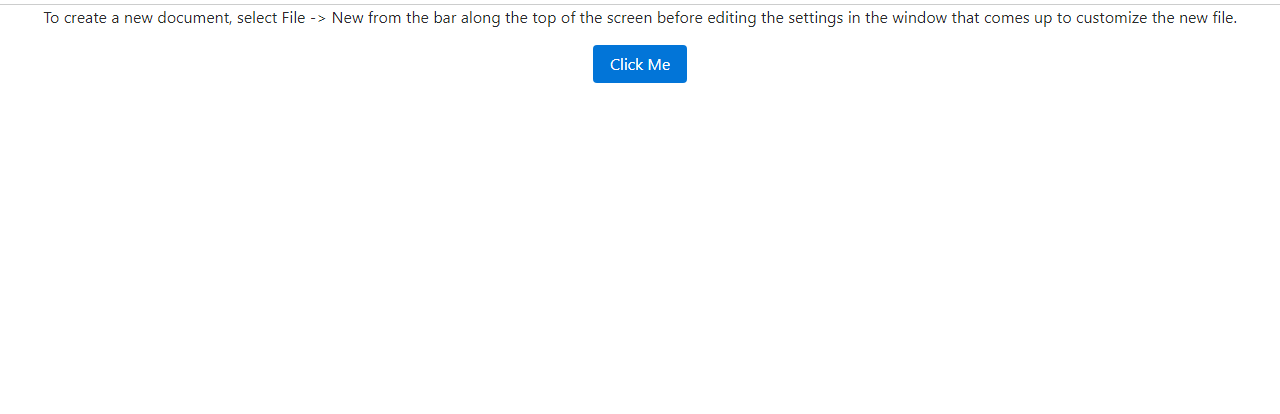 To create a new document, select File -> New from the bar along the top of the screen before editing the settings in the window that comes up to customize the new file.
Click Me